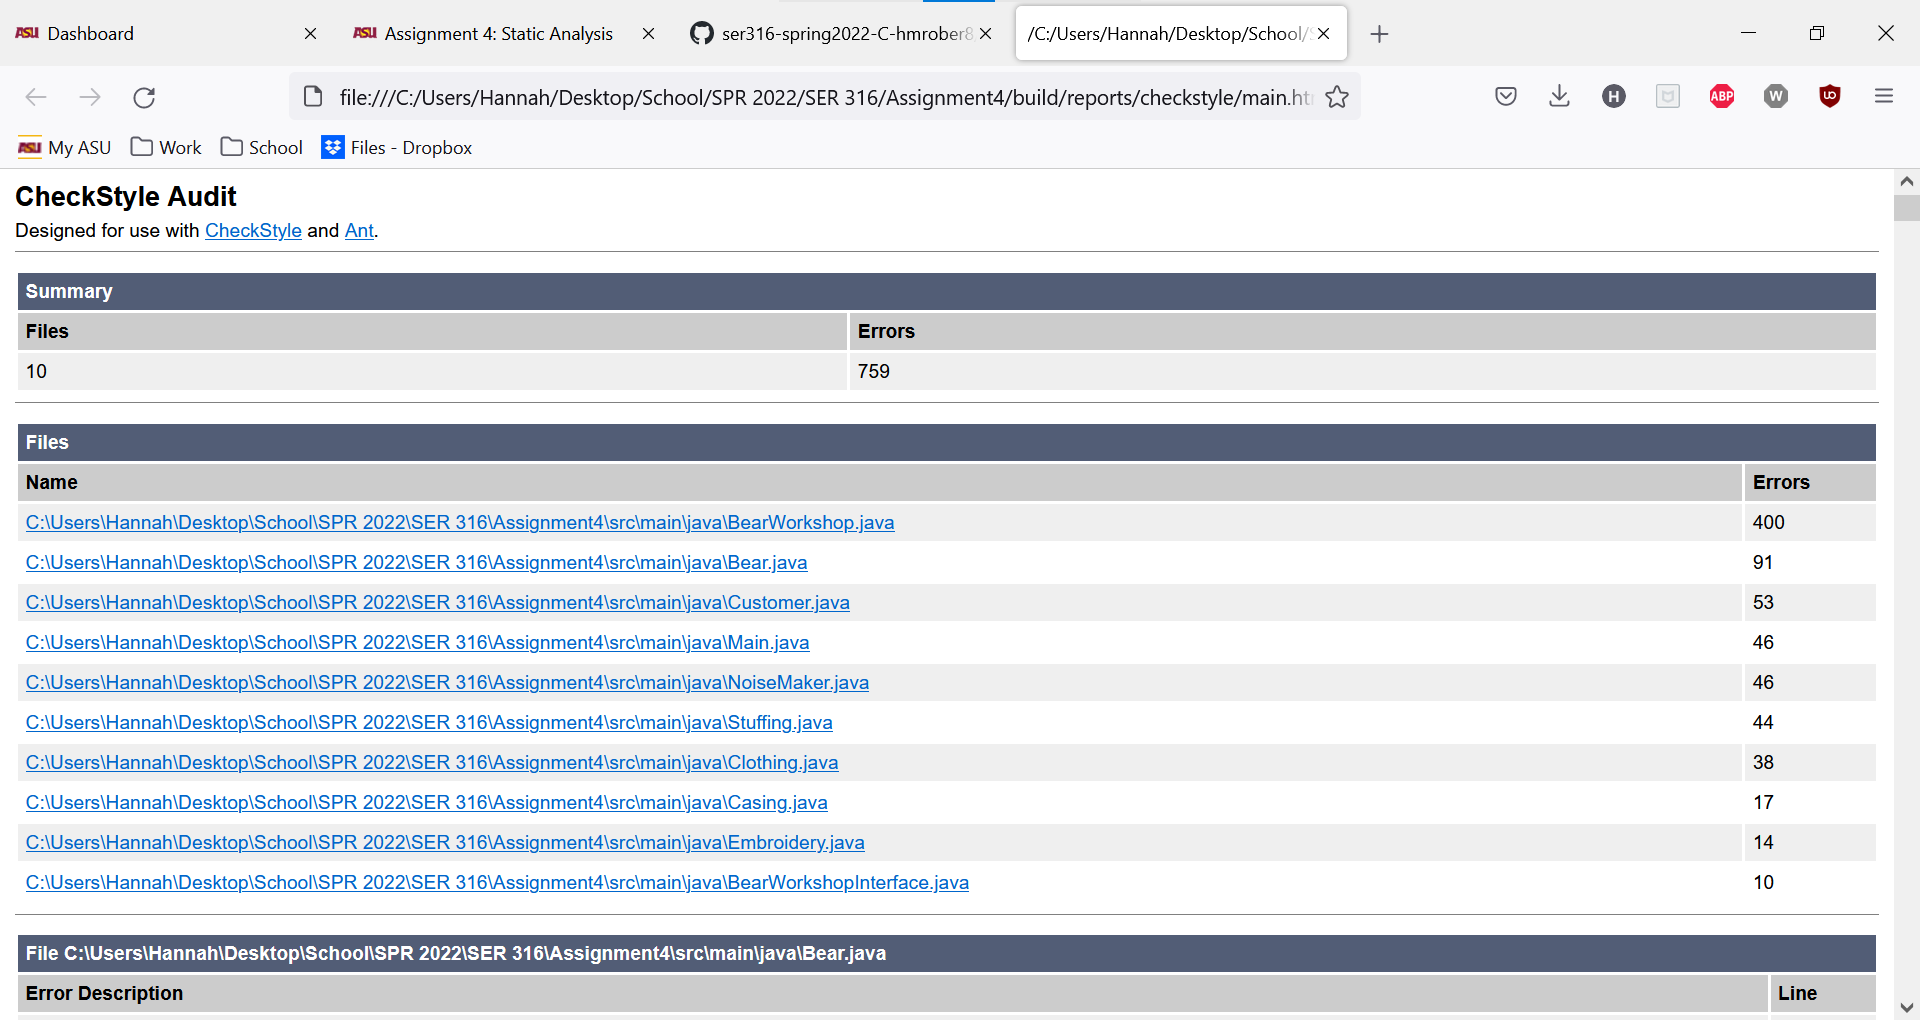 ASU Dashboard
ASU Assignment 4: Static Analysis
ser316-spring2022-C-hmrober8
/C:/Users/Hannah/Desktop/School/
file:///C:/Users/Hannah/Desktop/School/SPR 2022/SER 316/Assignment4/build/reports/checkstyle/main.ht
H
ABP
W
ASU My ASU
Work
School
Files - Dropbox
CheckStyle Audit
Designed for use with CheckStyle and Ant.
Summary
Files Errors
10 759
Files
Name Errors
C:\Users\Hannah\Desktop\School\SPR 2022\SER 316\Assignment4\src\main\java\BearWorkshop.java 400
C:\Users\Hannah\Desktop\School\SPR 2022\SER 316\Assignment4\src\main\java\Bear.java 91
C:\Users\Hannah\Desktop\School\SPR 2022\SER 316\Assignment4\src\main\java\Customer.java 53
C:\Users\Hannah\Desktop\School\SPR 2022\SER 316\Assignment4\src\main\java\Main.java 46
C:\Users\Hannah\Desktop\School\SPR 2022\SER 316\Assignment4\src\main\java\NoiseMaker.java 46
C:\Users\Hannah\Desktop\School\SPR 2022\SER 316\Assignment4\src\main\java\Stuffing.java 44
C:\Users\Hannah\Desktop\School\SPR 2022\SER 316\Assignment4\src\main\java\Clothing.java 38
C:\Users\Hannah\Desktop\School\SPR 2022\SER 316\Assignment4\src\main\java\Casing.java 17
C:\Users\Hannah\Desktop\School\SPR 2022\SER 316\Assignment4\src\main\java\Embroidery.java 14
C:\Users\Hannah\Desktop\School\SPR 2022\SER 316\Assignment4\src\main\java\BearWorkshopInterface.java 10
File C:\Users\Hannah\Desktop\School\SPR 2022\SER 316\Assignment4\src\main\java\Bear.java
Error Description Line